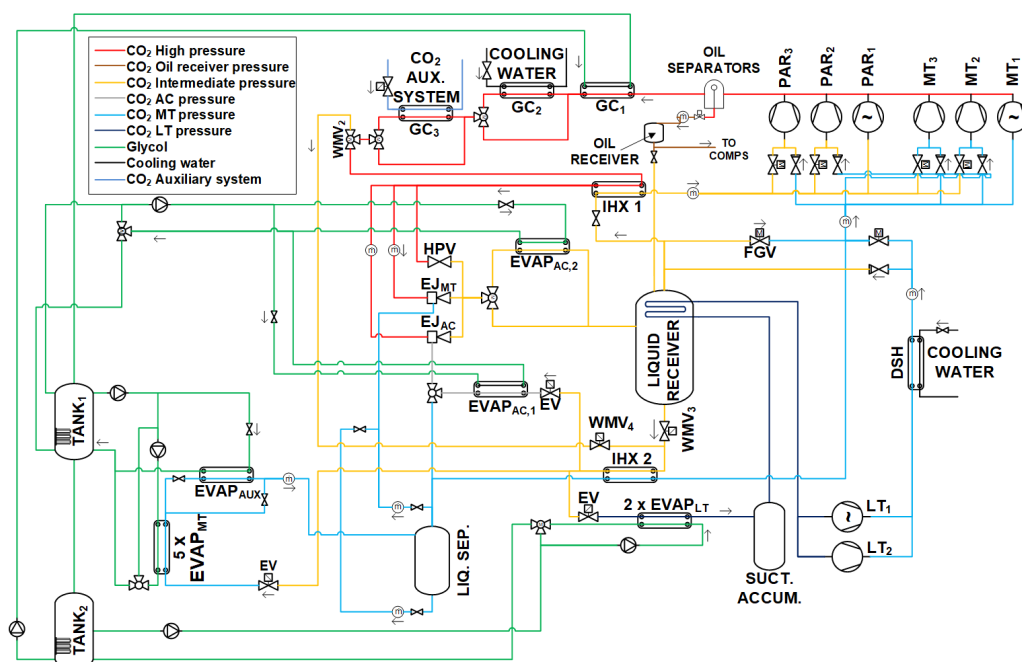 CO₂ High pressure
CO₂ Oil receiver pressure
CO₂ Intermediate pressure
CO₂ AC pressure
CO₂ MT pressure
CO₂ LT pressure
Glycol
Cooling water
CO₂ Auxiliary system
CO₂
AUX.
SYSTEM
COOLING
WATER
OIL
SEPARATORS
PAR₃
PAR₂
PAR₁
MT₃
MT₂
MT₁
GC₃
GC₂
GC₁
WMV₂
OIL
RECEIVER
TO
COMPS
~
~
M
M
M
M
m
IHX 1
m
m
m
m
HPV
EVAP_AC,2
M
FGV
M
EJ_MT
EJ_AC
m
LIQUID
RECEIVER
DSH
COOLING
WATER
EVAP_AC,1
EV
WMV₄
WMV₃
TANK₁
IHX 2
EVAP_AUX
m
EV
2 x EVAP_LT
LT₁
~
LT₂
5 x
EVAP_MT
EV
m
LIQ. SEP.
m
SUCT.
ACCUM.
TANK₂